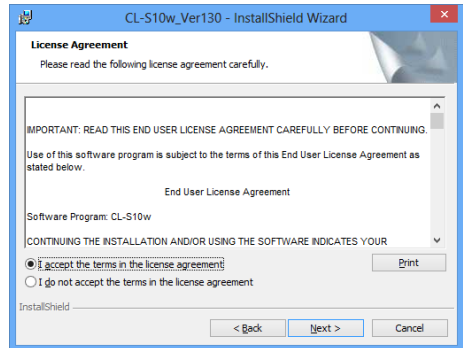 CL-S10w_Ver130 - InstallShield Wizard
License Agreement
Please read the following license agreement carefully.
IMPORTANT: READ THIS END USER LICENSE AGREEMENT CAREFULLY BEFORE CONTINUING.
Use of this software program is subject to the terms of this End User License Agreement as
stated below.
End User License Agreement
Software Program: CL-S10w
CONTINUING THE INSTALLATION AND/OR USING THE SOFTWARE INDICATES YOUR
I accept the terms in the license agreement
Print
I do not accept the terms in the license agreement
InstallShield
< Back
Next >
Cancel